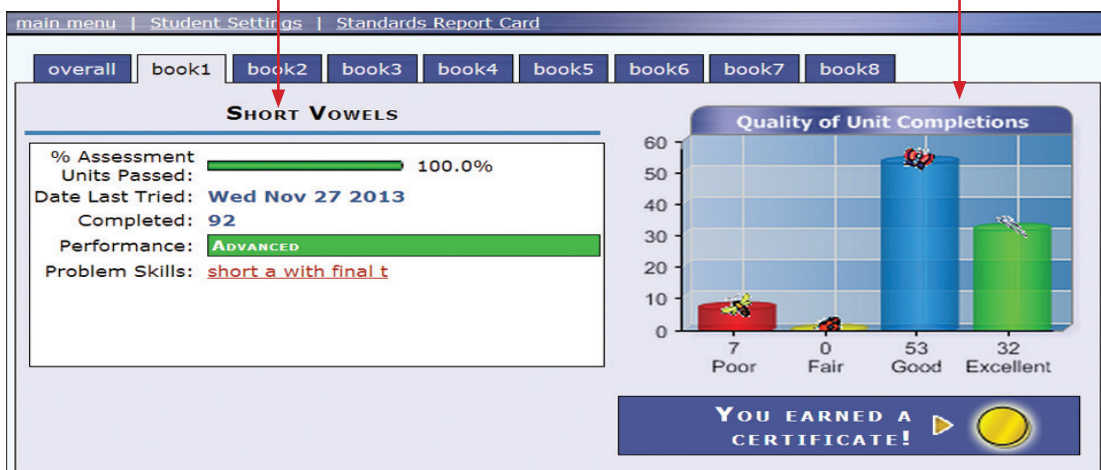 main menu | Student Settings | Standards Report Card
overall book1 book2 book3 book4 book5 book6 book7 book8
SHORT VOWELS
% Assessment
Units Passed: 100.0%
Date Last Tried: Wed Nov 27 2013
Completed: 92
Performance: ADVANCED
Problem Skills: short a with final t
Quality of Unit Completions
60
50
40
30
20
10
0
7 0 53 32
Poor Fair Good Excellent
YOU EARNED A
CERTIFICATE!